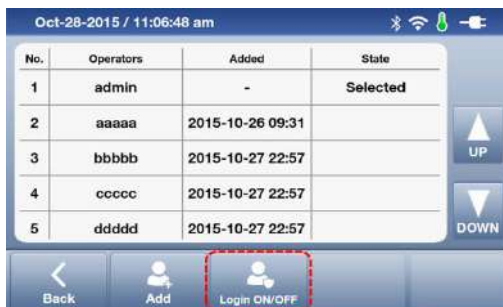 Oct-28-2015 / 11:06:48 am
No. Operators Added State
1 admin - Selected
2 aaaaa 2015-10-26 09:31
3 bbbbb 2015-10-27 22:57
4 ccccc 2015-10-27 22:57
5 ddddd 2015-10-27 22:57
UP
DOWN
Back Add Login ON/OFF